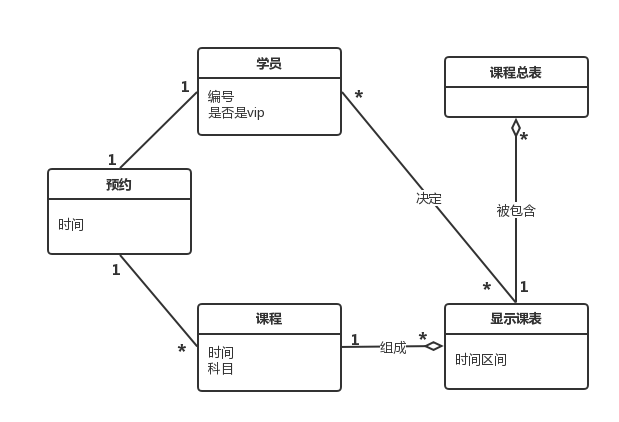 学员
编号
是否是vip
课程总表
1
*
*
1
预约
时间
决定
被包含
1
*
1
*
课程
时间
科目
1
组成
*
显示课表
时间区间